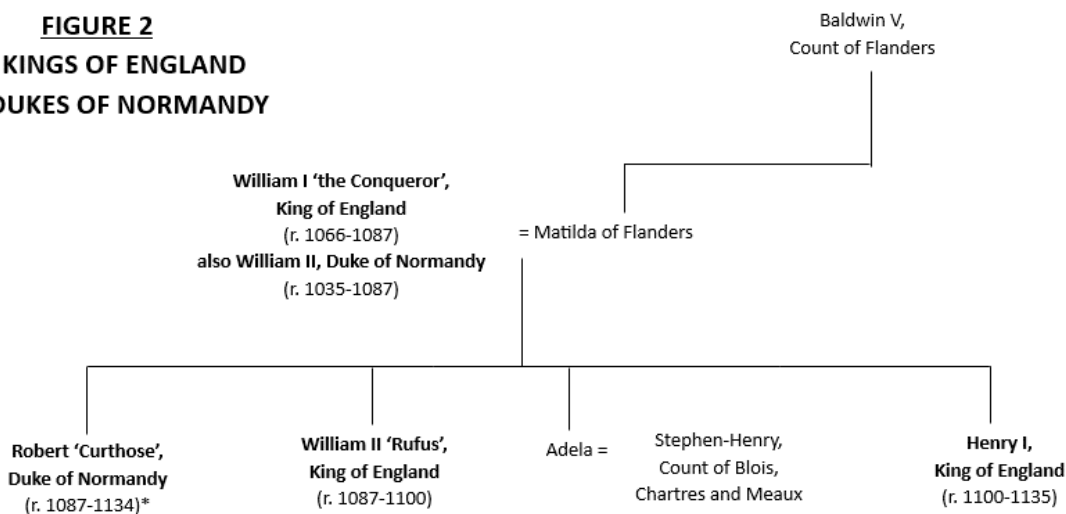 FIGURE 2
KINGS OF ENGLAND
DUKES OF NORMANDY
Baldwin V,
Count of Flanders
William I ‘the Conqueror’,
King of England
(r. 1066-1087)
also William II, Duke of Normandy
(r. 1035-1087)
= Matilda of Flanders
Robert ‘Curthose’,
Duke of Normandy
(r. 1087-1134)*
William II ‘Rufus’,
King of England
(r. 1087-1100)
Adela =
Stephen-Henry,
Count of Blois,
Chartres and Meaux
Henry I,
King of England
(r. 1100-1135)